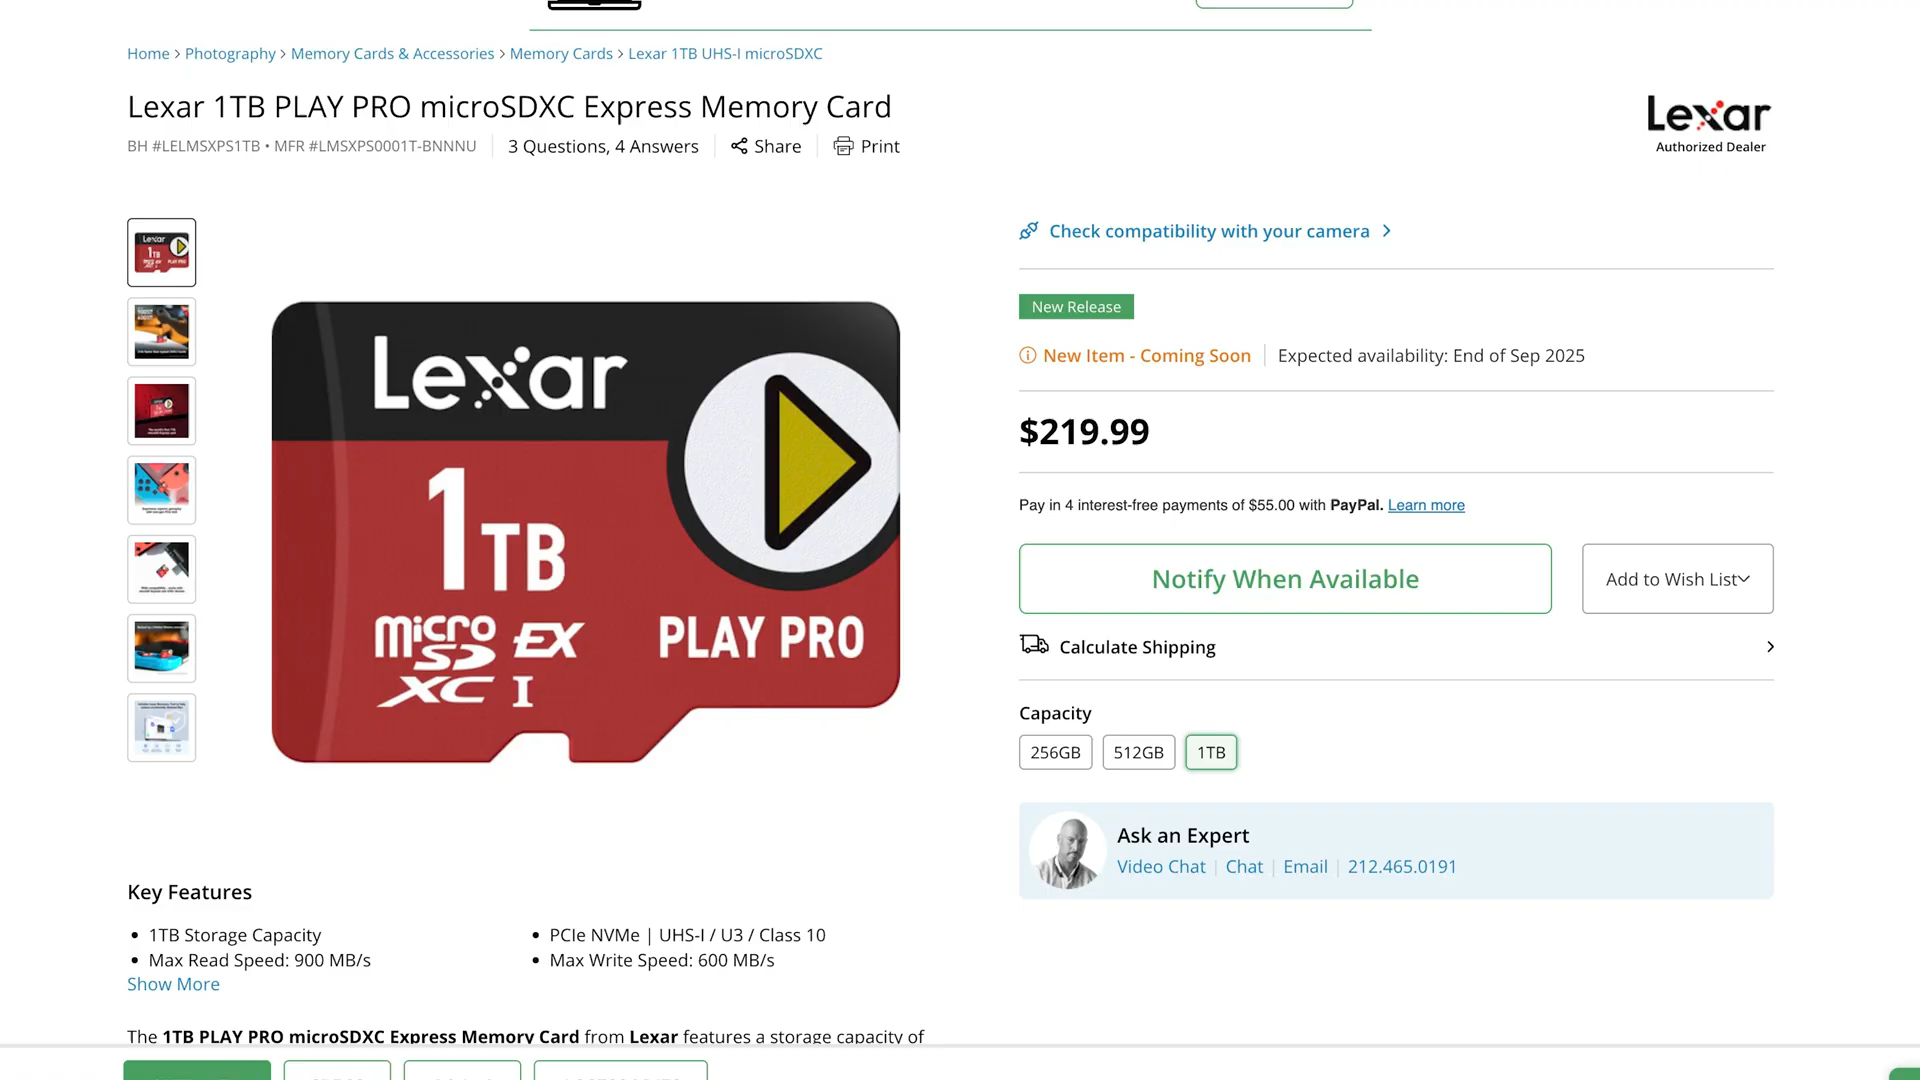 Home > Photography > Memory Cards & Accessories > Memory Cards > Lexar 1TB UHS-I microSDXC
Lexar 1TB PLAY PRO microSDXC Express Memory Card
BH #LELMSXPS1TB • MFR #LMSXPS0001T-BNNNU
3 Questions, 4 Answers
Share
Print
Lexar
Authorized Dealer
Check compatibility with your camera
New Release
New Item - Coming Soon
Expected availability: End of Sep 2025
$219.99
Pay in 4 interest-free payments of $55.00 with PayPal. Learn more
Notify When Available
Add to Wish List
Calculate Shipping
Capacity
256GB
512GB
1TB
Ask an Expert
Video Chat | Chat | Email | 212.465.0191
Lexar
1TB
PLAY PRO
Lexar
1TB
micro SD XC I EX
PLAY PRO
Key Features
• 1TB Storage Capacity
• Max Read Speed: 900 MB/s
• PCIe NVMe | UHS-I / U3 / Class 10
• Max Write Speed: 600 MB/s
Show More
The 1TB PLAY PRO microSDXC Express Memory Card from Lexar features a storage capacity of